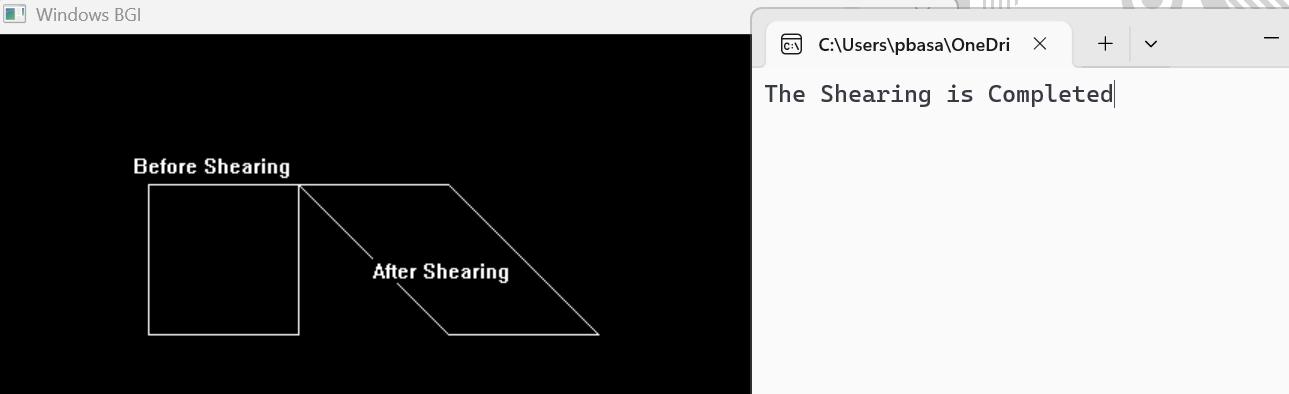 Windows BGI
C:\Users\pbasa\OneDri
The Shearing is Completed
Before Shearing
After Shearing